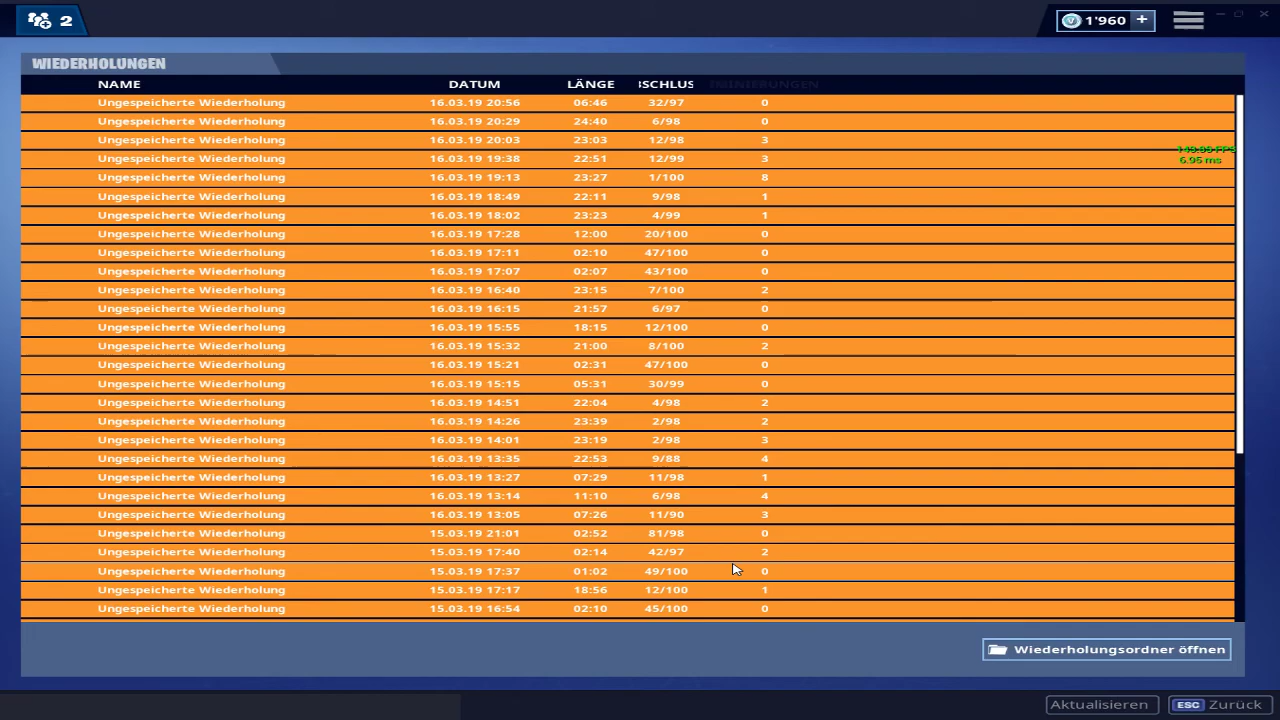 2
1'960 +
WIEDERHOLUNGEN
NAME DATUM LÄNGE SCHLUS
Ungespeicherte Wiederholung 16.03.19 20:56 06:46 32/97 0
Ungespeicherte Wiederholung 16.03.19 20:29 24:40 6/98 0
Ungespeicherte Wiederholung 16.03.19 20:03 23:03 12/98 3
Ungespeicherte Wiederholung 16.03.19 19:38 22:51 12/99 3
6.95 ms
Ungespeicherte Wiederholung 16.03.19 19:13 23:27 1/100 8
Ungespeicherte Wiederholung 16.03.19 18:49 22:11 9/98 1
Ungespeicherte Wiederholung 16.03.19 18:02 23:23 4/99 1
Ungespeicherte Wiederholung 16.03.19 17:28 12:00 20/100 0
Ungespeicherte Wiederholung 16.03.19 17:11 02:10 47/100 0
Ungespeicherte Wiederholung 16.03.19 17:07 02:07 43/100 0
Ungespeicherte Wiederholung 16.03.19 16:40 23:15 7/100 2
Ungespeicherte Wiederholung 16.03.19 16:15 21:57 6/97 0
Ungespeicherte Wiederholung 16.03.19 15:55 18:15 12/100 0
Ungespeicherte Wiederholung 16.03.19 15:32 21:00 8/100 2
Ungespeicherte Wiederholung 16.03.19 15:21 02:31 47/100 0
Ungespeicherte Wiederholung 16.03.19 15:15 05:31 30/99 0
Ungespeicherte Wiederholung 16.03.19 14:51 22:04 4/98 2
Ungespeicherte Wiederholung 16.03.19 14:26 23:39 2/98 2
Ungespeicherte Wiederholung 16.03.19 14:01 23:19 2/98 3
Ungespeicherte Wiederholung 16.03.19 13:35 22:53 9/88 4
Ungespeicherte Wiederholung 16.03.19 13:27 07:29 11/98 1
Ungespeicherte Wiederholung 16.03.19 13:14 11:10 6/98 4
Ungespeicherte Wiederholung 16.03.19 13:05 07:26 11/90 3
Ungespeicherte Wiederholung 15.03.19 21:01 02:52 81/98 0
Ungespeicherte Wiederholung 15.03.19 17:40 02:14 42/97 2
Ungespeicherte Wiederholung 15.03.19 17:37 01:02 49/100 0
Ungespeicherte Wiederholung 15.03.19 17:17 18:56 12/100 1
Ungespeicherte Wiederholung 15.03.19 16:54 02:10 45/100 0
Wiederholungsordner öffnen
Aktualisieren ESC Zurück